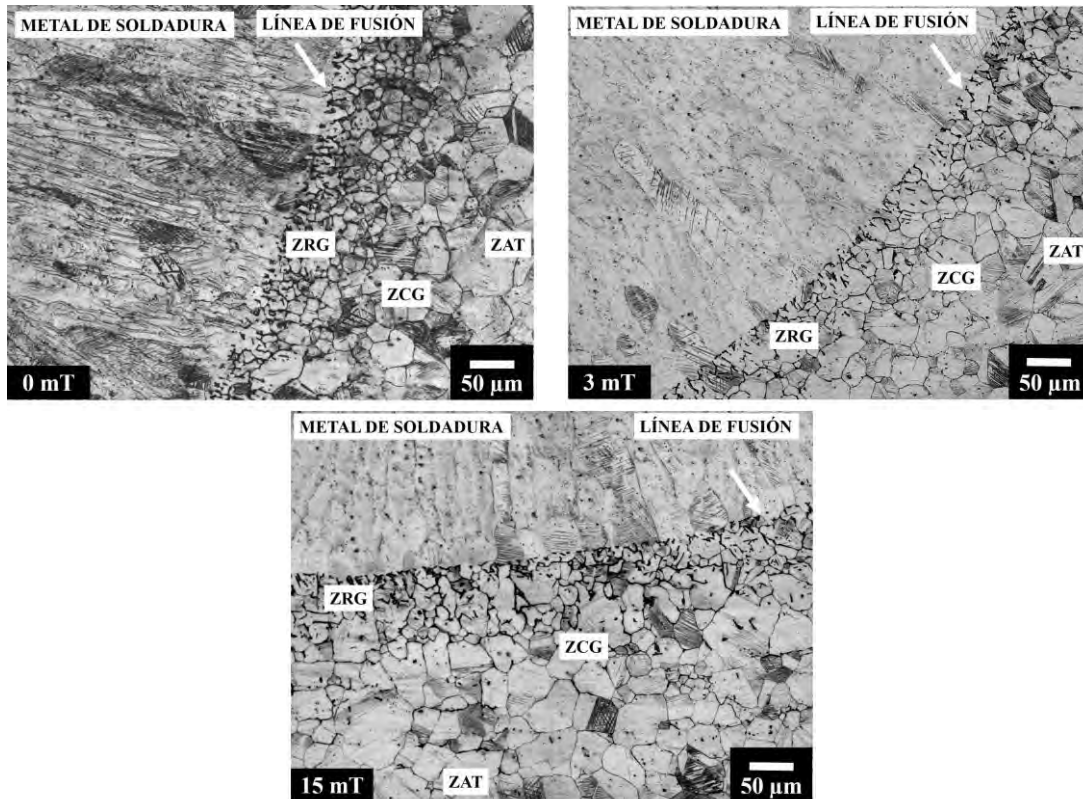 METAL DE SOLDADURA
LÍNEA DE FUSIÓN
ZRG
ZAT
ZCG
0 mT
50 µm
METAL DE SOLDADURA
LÍNEA DE FUSIÓN
ZAT
ZCG
ZRG
3 mT
50 µm
METAL DE SOLDADURA
LÍNEA DE FUSIÓN
ZRG
ZCG
ZAT
15 mT
50 µm